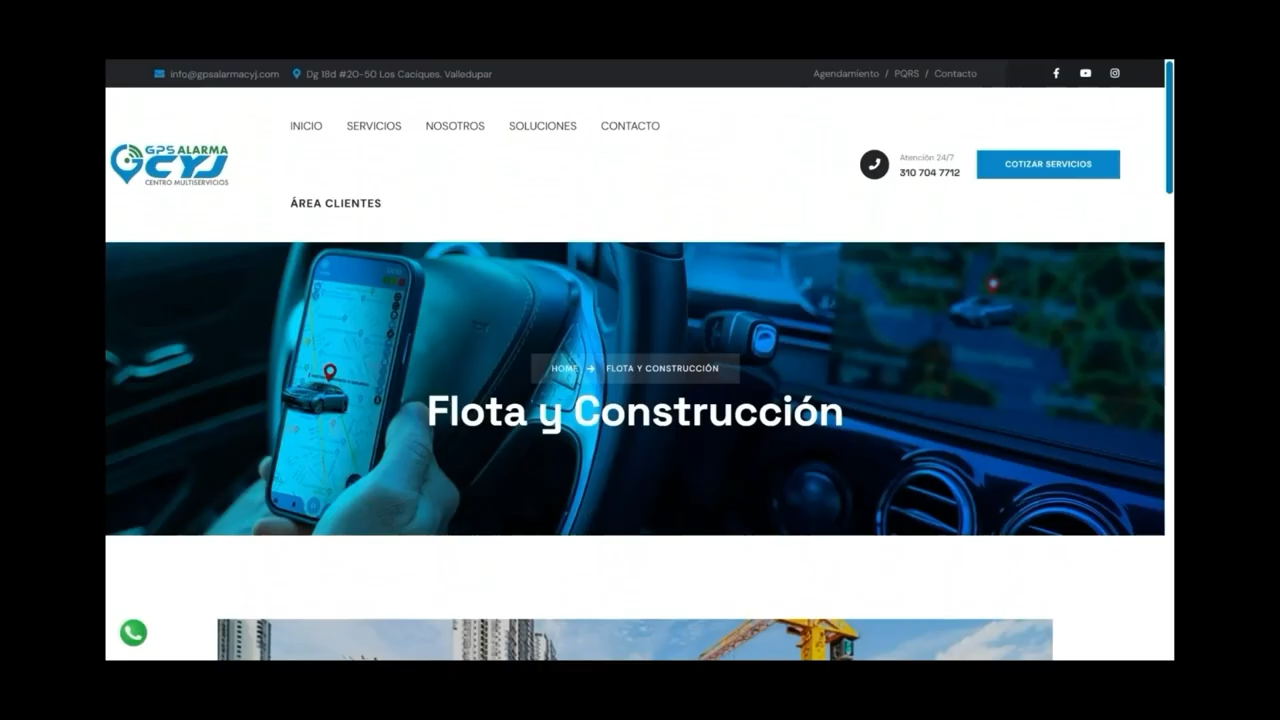 info@gpsalarmacyj.com Dg 18d #20-50 Los Caciques. Valledupar Agendamiento / PQRS / Contacto
INICIO SERVICIOS NOSOTROS SOLUCIONES CONTACTO
GPS ALARMA
CYJ
CENTRO MULTISERVICIOS
Atención 24/7
310 704 7712
COTIZAR SERVICIOS
ÁREA CLIENTES
HOME → FLOTA Y CONSTRUCCIÓN
Flota y Construcción